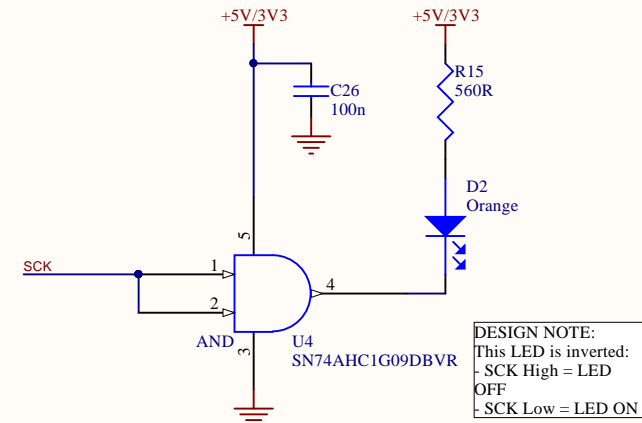 +5V/3V3
+5V/3V3
C26
100n
R15
560R
D2
Orange
5
SCK
1
2
4
AND
3
U4
SN74AHC1G09DBVR
DESIGN NOTE:
This LED is inverted:
- SCK High = LED
OFF
- SCK Low = LED ON